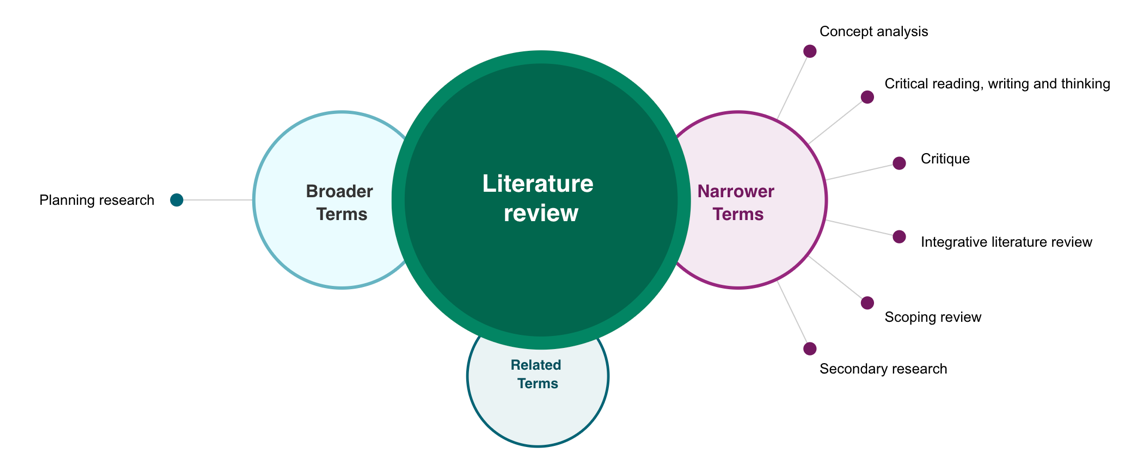 Concept analysis
Critical reading, writing and thinking
Critique
Literature
review
Broader
Terms
Narrower
Terms
Planning research
Integrative literature review
Scoping review
Related
Terms
Secondary research